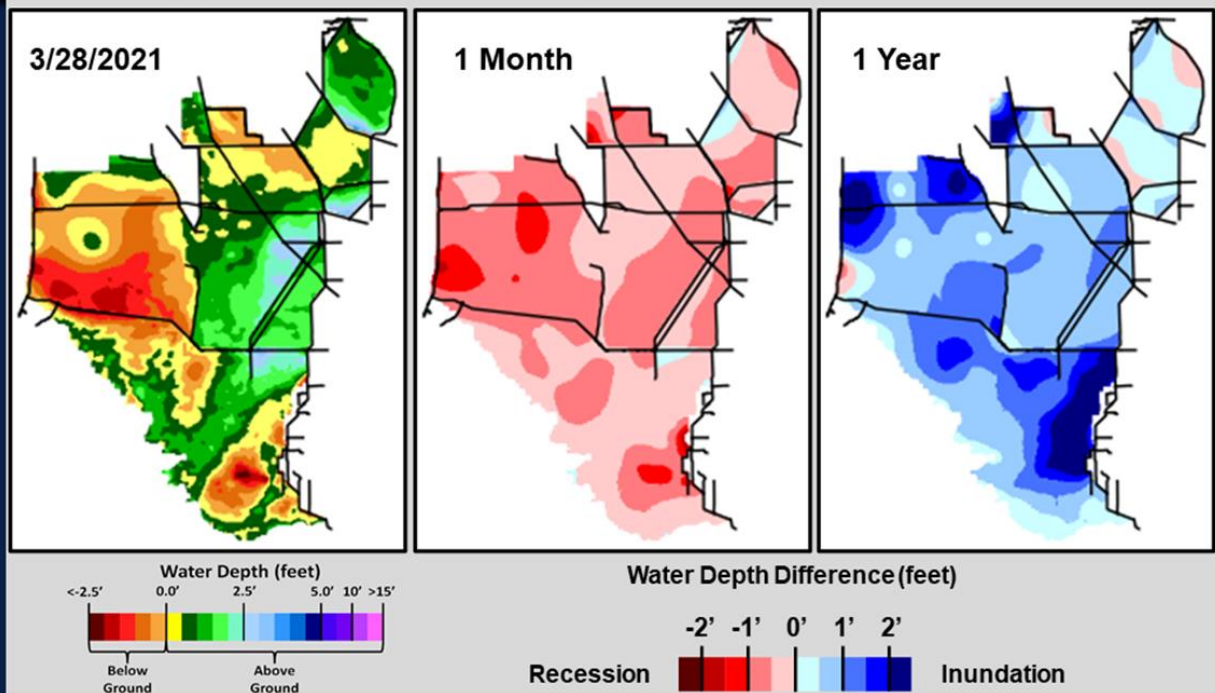 3/28/2021
1 Month
1 Year
Water Depth (feet)
<-2.5' 0.0' 2.5' 5.0' 10' >15'
Below
Ground
Above
Ground
Water Depth Difference (feet)
-2' -1' 0' 1' 2'
Recession
Inundation